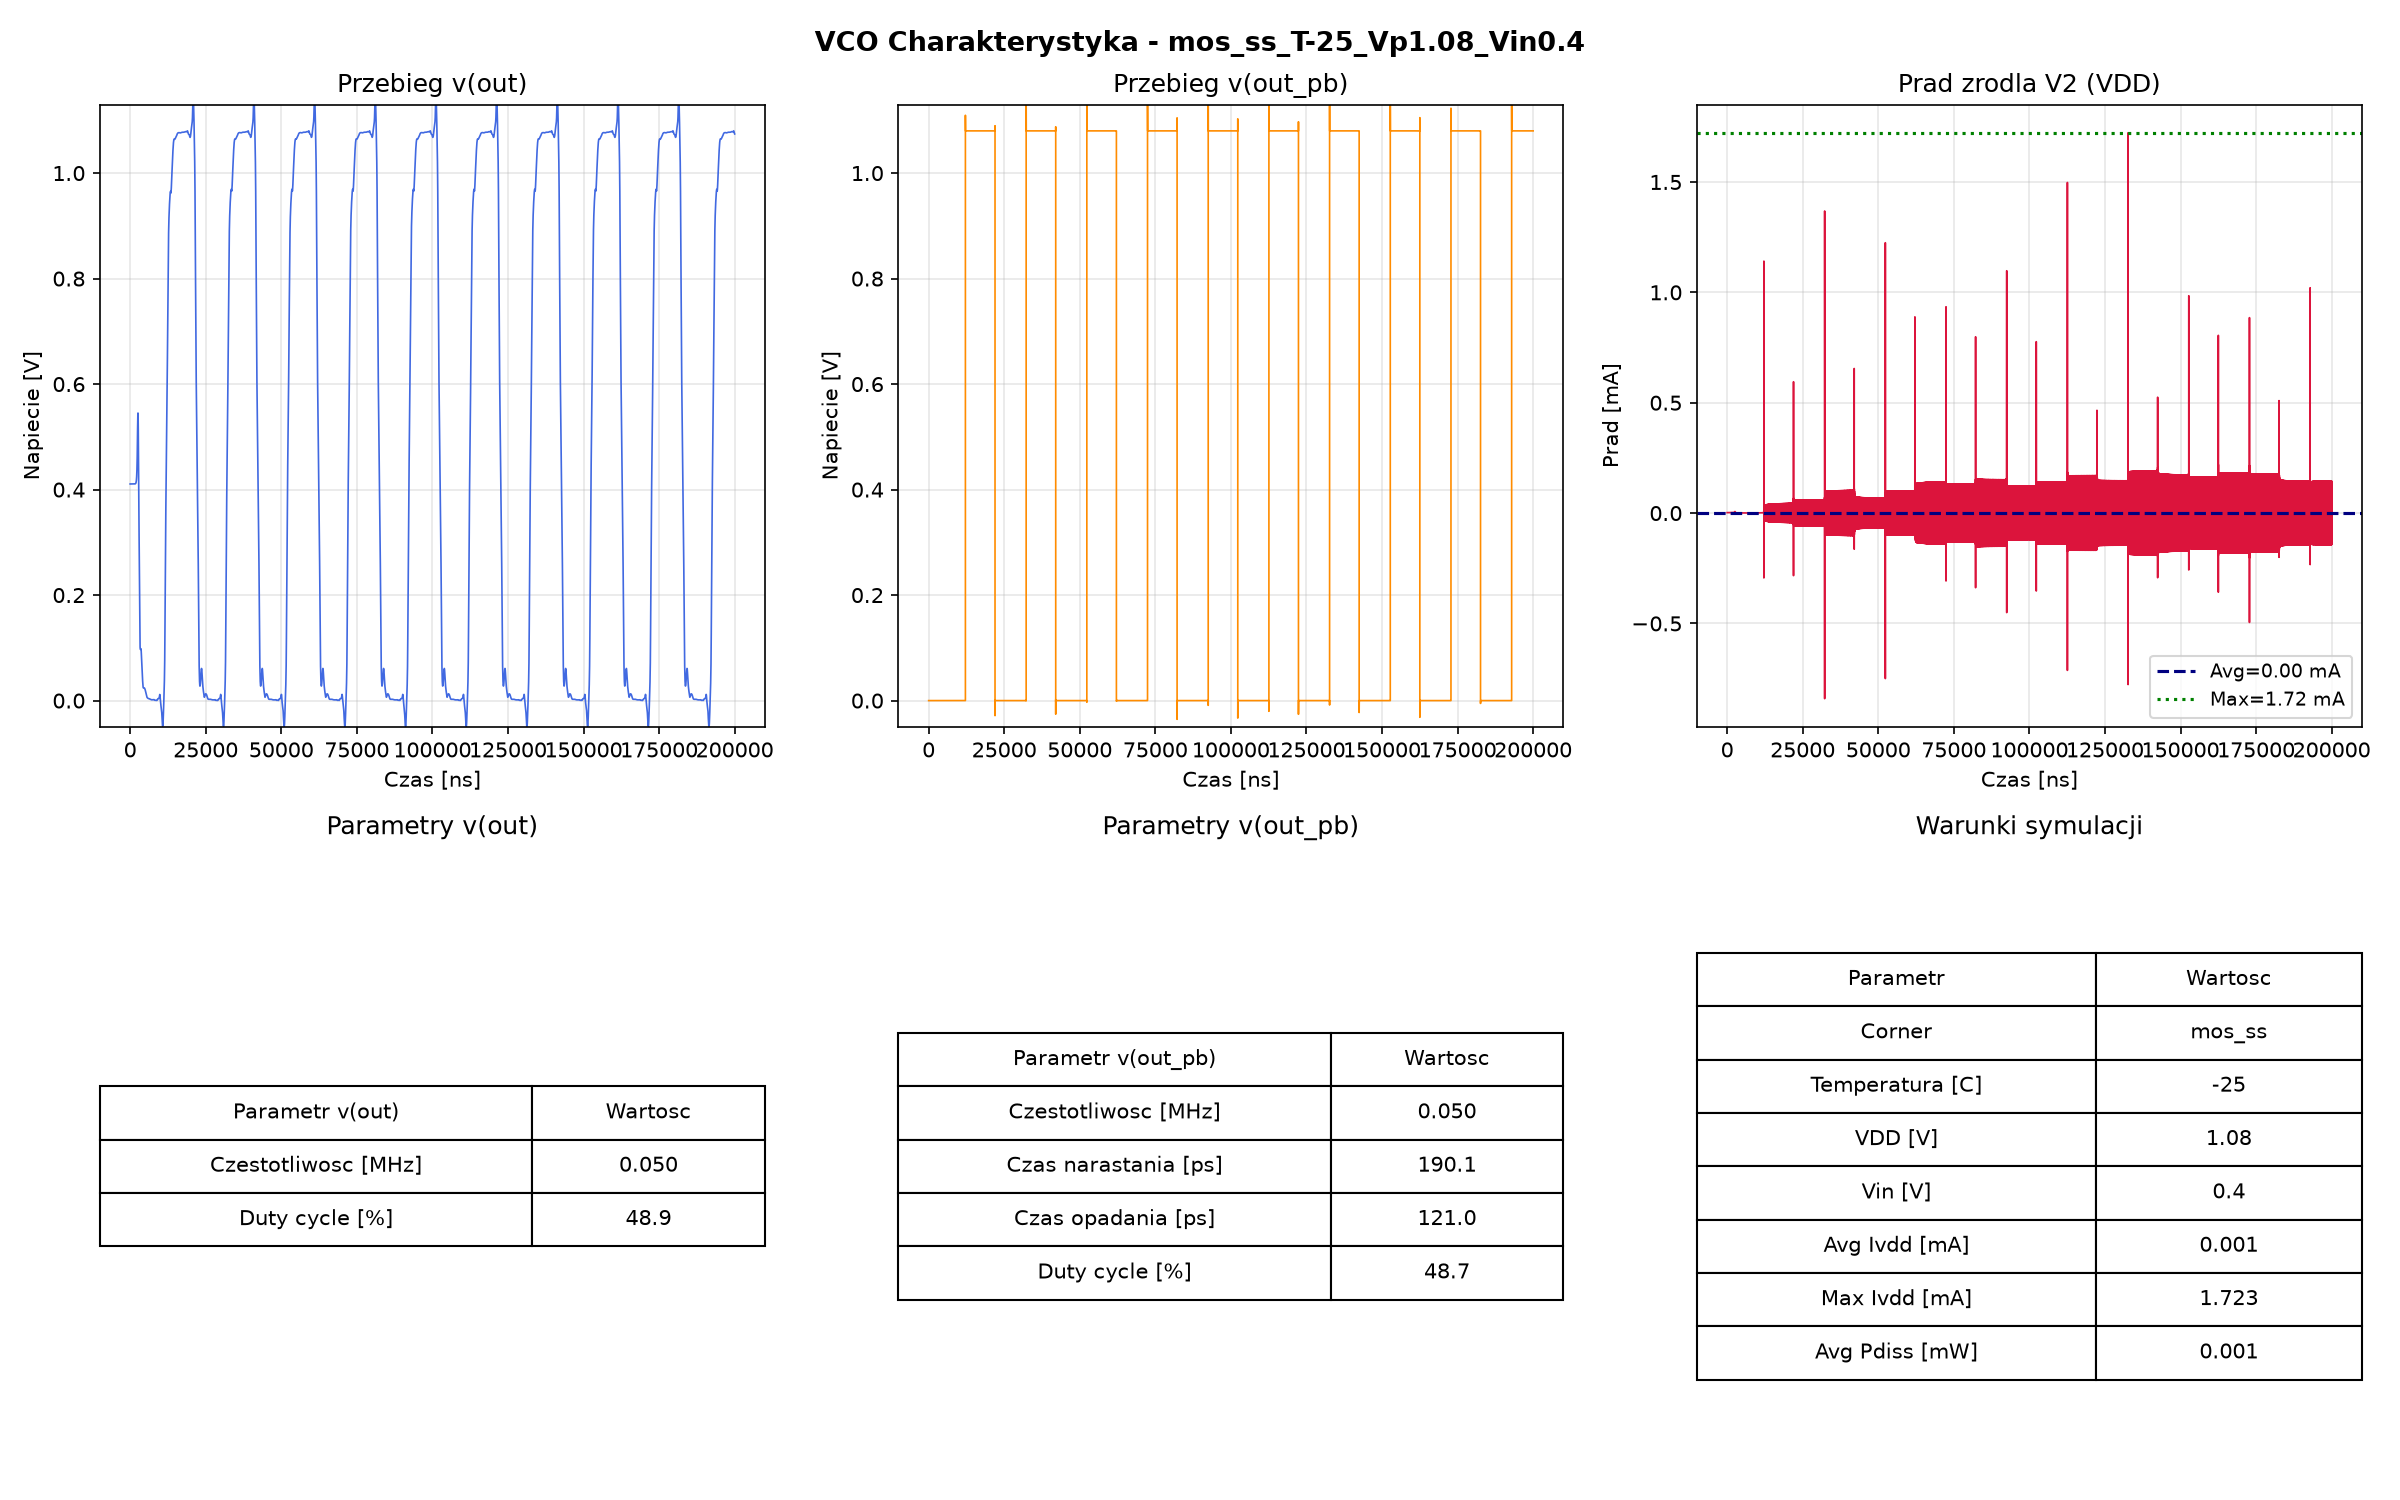 VCO Charakterystyka - mos_ss_T-25_Vp1.08_Vin0.4
Przebieg v(out)
Napiecie [V]
1.0
0.8
0.6
0.4
0.2
0.0
0 25000 50000 75000 100000 125000 150000 175000 200000
Czas [ns]
Przebieg v(out_pb)
Napiecie [V]
1.0
0.8
0.6
0.4
0.2
0.0
0 25000 50000 75000 100000 125000 150000 175000 200000
Czas [ns]
Prad zrodla V2 (VDD)
Prad [mA]
1.5
1.0
0.5
0.0
−0.5
Avg=0.00 mA
Max=1.72 mA
0 25000 50000 75000 100000 125000 150000 175000 200000
Czas [ns]
Parametry v(out)
Parametr v(out) Wartosc
Czestotliwosc [MHz] 0.050
Duty cycle [%] 48.9
Parametry v(out_pb)
Parametr v(out_pb) Wartosc
Czestotliwosc [MHz] 0.050
Czas narastania [ps] 190.1
Czas opadania [ps] 121.0
Duty cycle [%] 48.7
Warunki symulacji
Parametr Wartosc
Corner mos_ss
Temperatura [C] -25
VDD [V] 1.08
Vin [V] 0.4
Avg Ivdd [mA] 0.001
Max Ivdd [mA] 1.723
Avg Pdiss [mW] 0.001